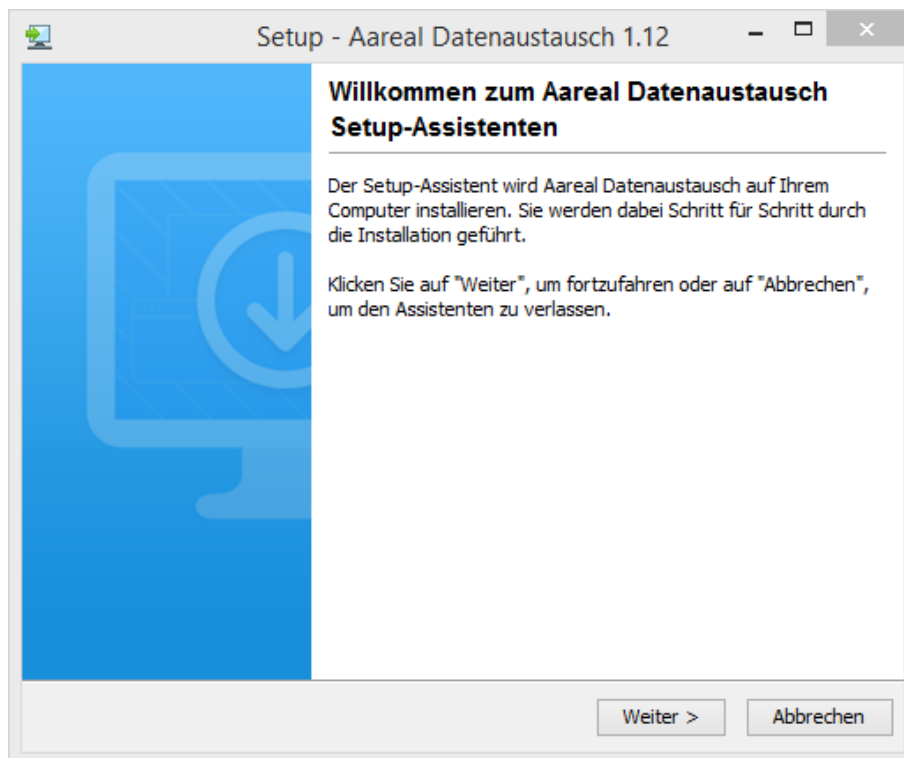 Setup - Aareal Datenaustausch 1.12
Willkommen zum Aareal Datenaustausch
Setup-Assistenten
Der Setup-Assistent wird Aareal Datenaustausch auf Ihrem
Computer installieren. Sie werden dabei Schritt für Schritt durch
die Installation geführt.
Klicken Sie auf "Weiter", um fortzufahren oder auf "Abbrechen",
um den Assistenten zu verlassen.
Weiter >
Abbrechen